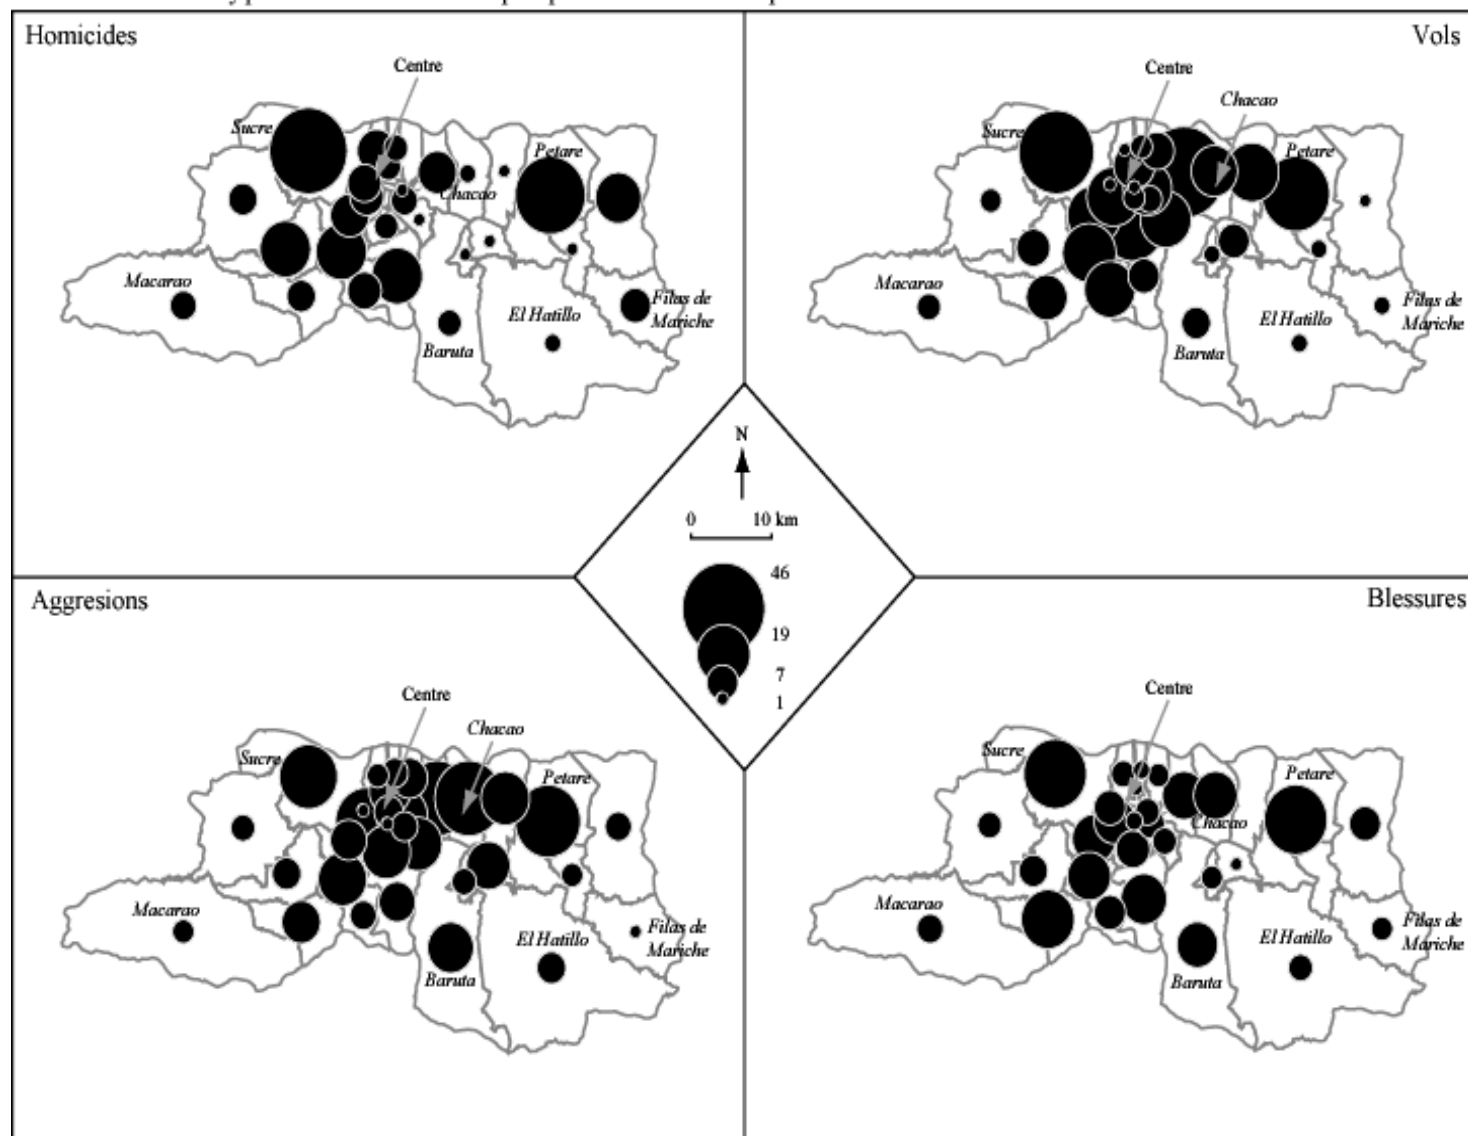 Homicides
Centre
Sucre
Petare
Chacao
Macarao
El Hatillo
Filas de
Mariche
Baruta
Vols
Centre
Chacao
Sucre
Petare
Macarao
El Hatillo
Filas de
Mariche
Baruta
N
0 10 km
46
19
7
1
Aggresions
Centre
Chacao
Sucre
Petare
Macarao
El Hatillo
Filas de
Mariche
Baruta
Blessures
Centre
Sucre
Petare
Chacao
Macarao
El Hatillo
Filas de
Mariche
Baruta